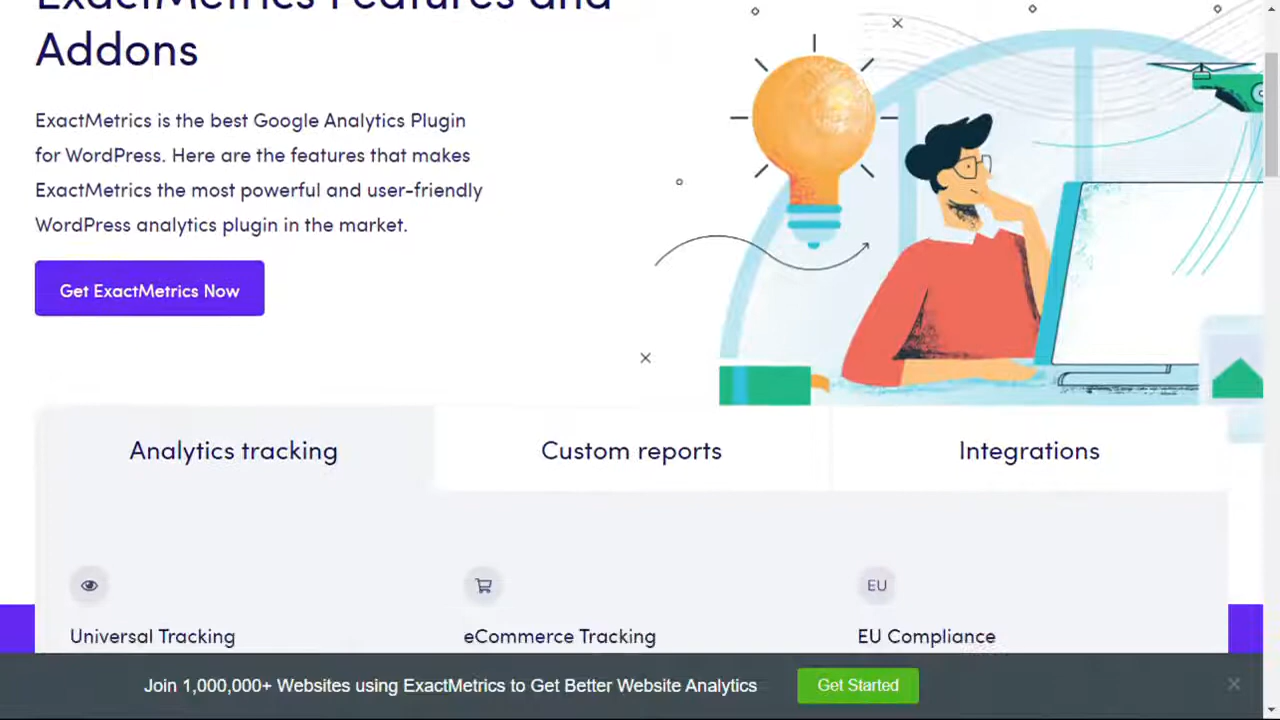 ExactMetrics Features and
Addons
ExactMetrics is the best Google Analytics Plugin
for WordPress. Here are the features that makes
ExactMetrics the most powerful and user-friendly
WordPress analytics plugin in the market.
Get ExactMetrics Now
Analytics tracking
Custom reports
Integrations
EU
Universal Tracking
eCommerce Tracking
EU Compliance
Join 1,000,000+ Websites using ExactMetrics to Get Better Website Analytics
Get Started